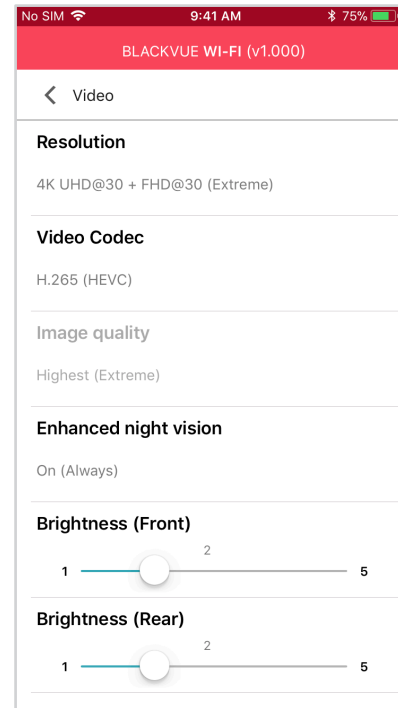 No SIM 9:41 AM 75%
BLACKVUE WI-FI (v1.000)
Video
Resolution
4K UHD@30 + FHD@30 (Extreme)
Video Codec
H.265 (HEVC)
Image quality
Highest (Extreme)
Enhanced night vision
On (Always)
Brightness (Front)
2
1 5
Brightness (Rear)
2
1 5